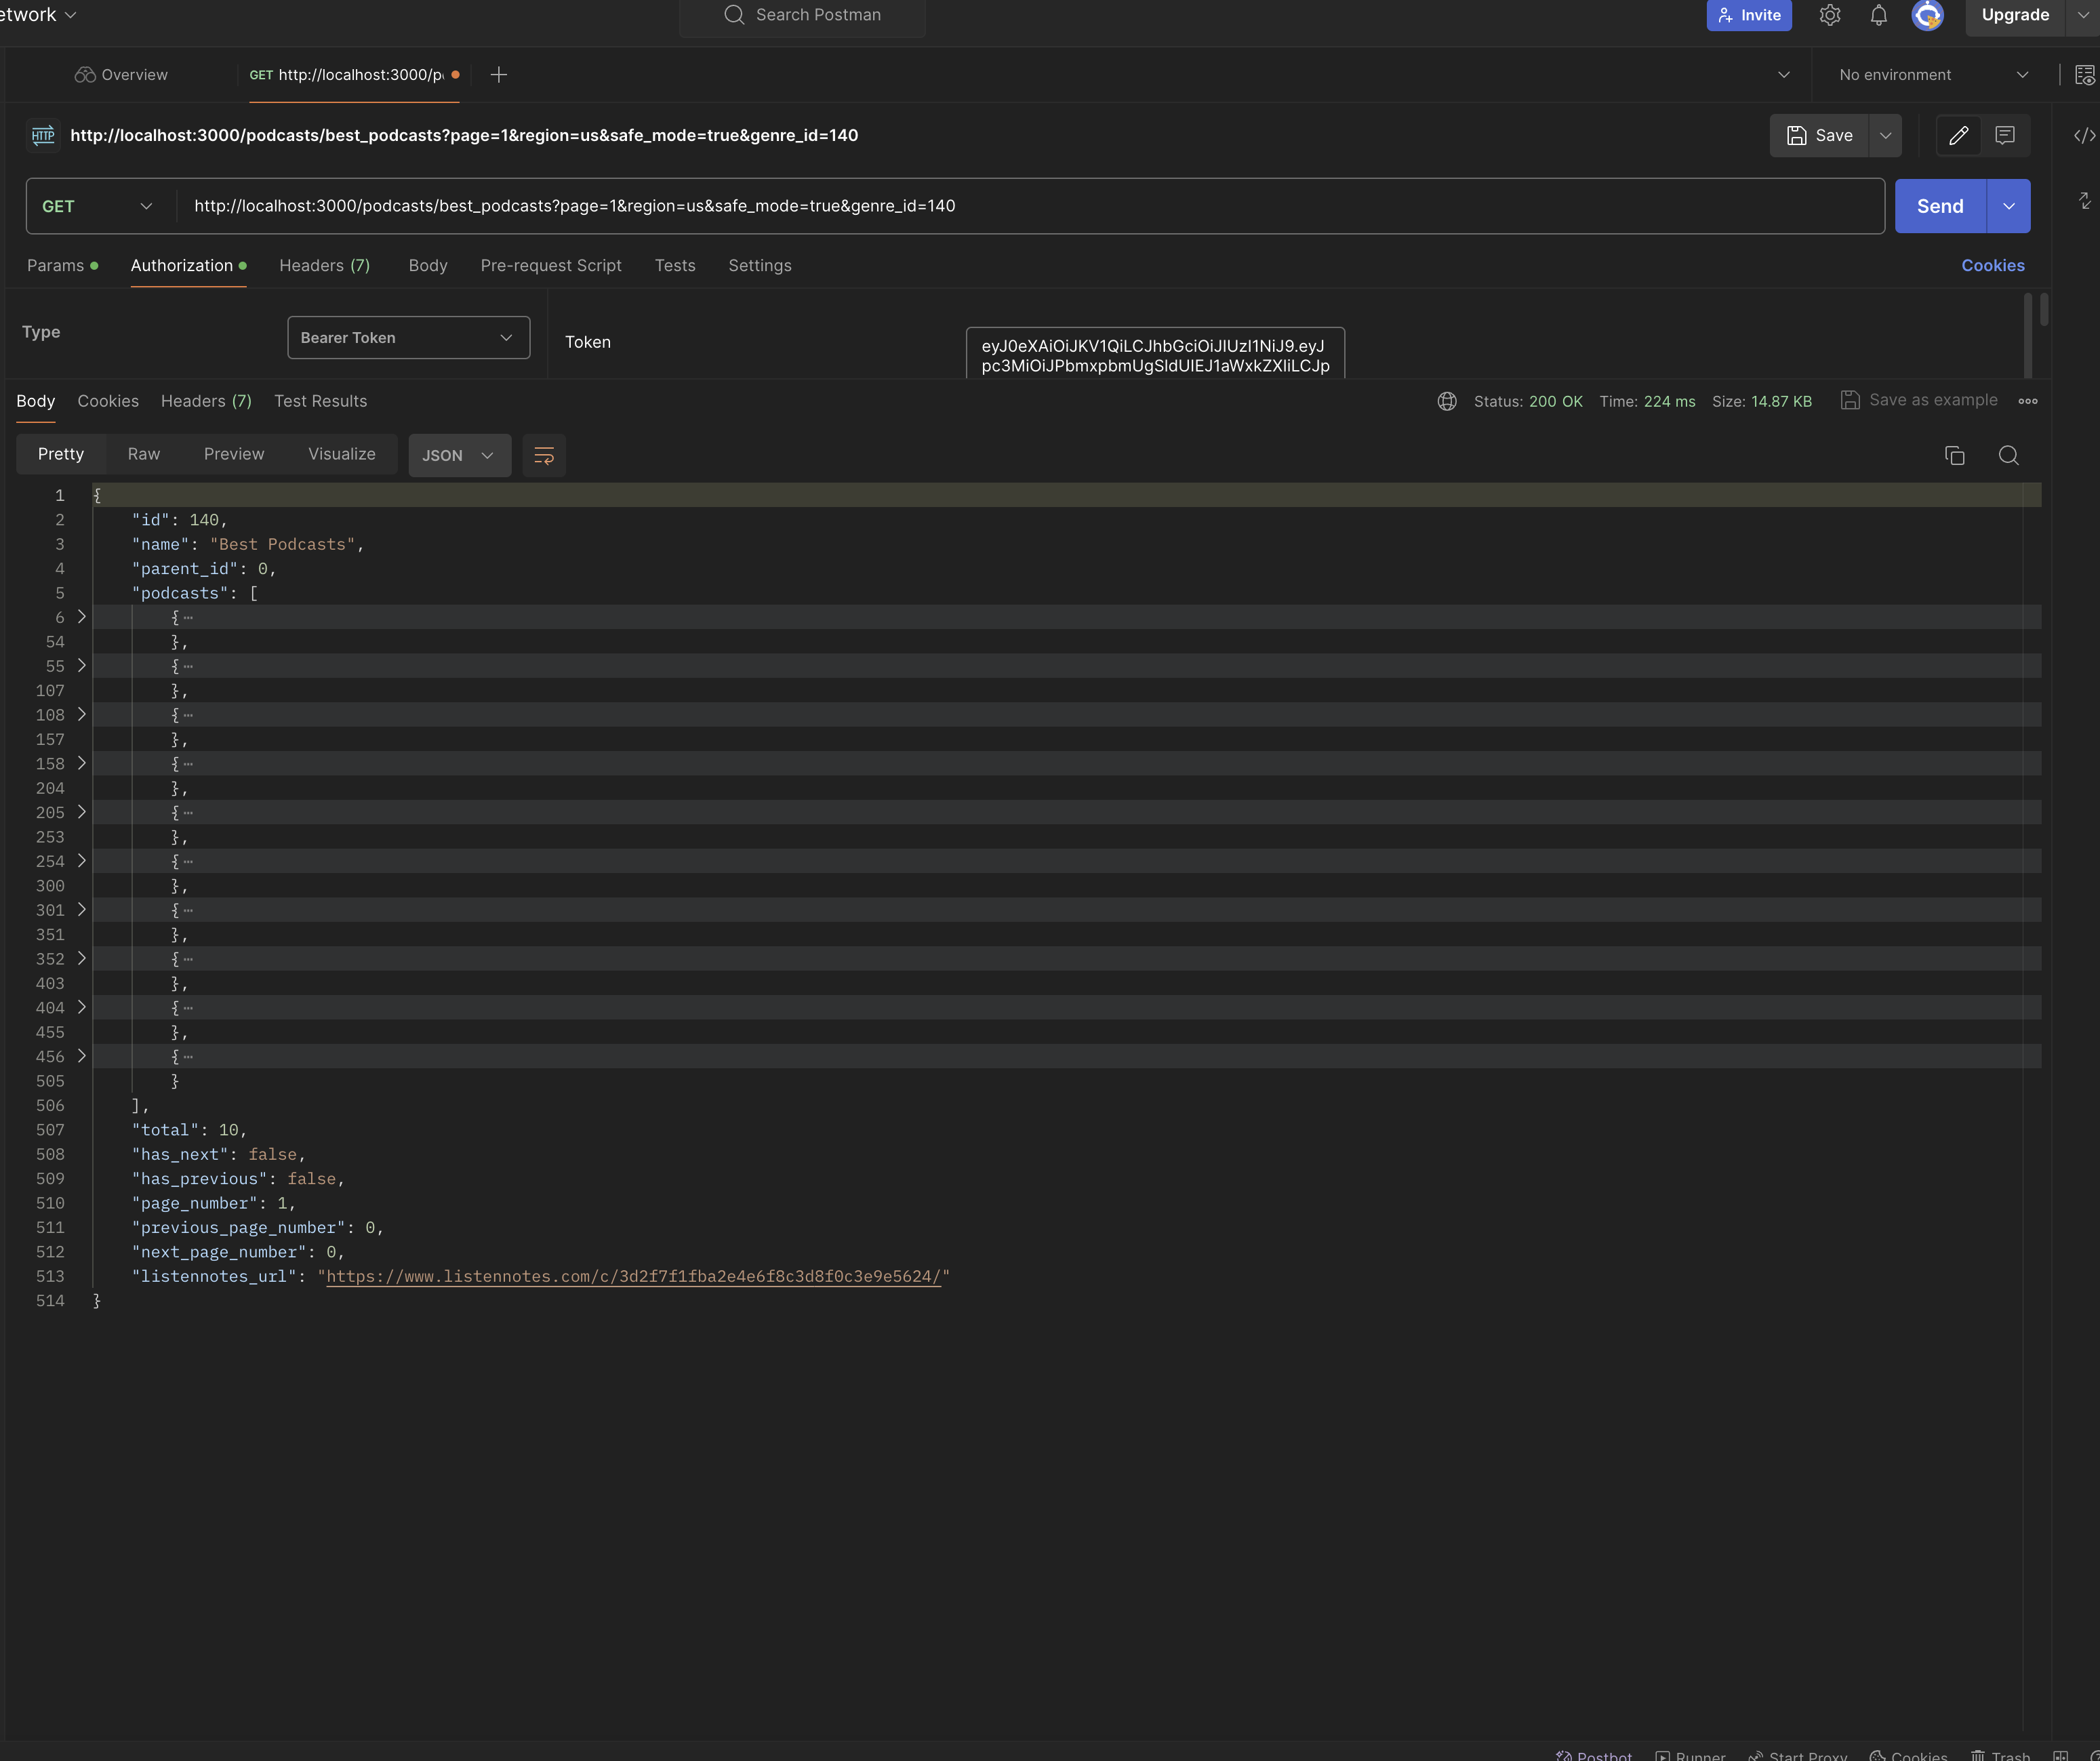 etwork
Search Postman
Invite
Upgrade
Overview
GET http://localhost:3000/p
No environment
HTTP http://localhost:3000/podcasts/best_podcasts?page=1&region=us&safe_mode=true&genre_id=140
Save
GET http://localhost:3000/podcasts/best_podcasts?page=1&region=us&safe_mode=true&genre_id=140
Send
Params Authorization Headers (7) Body Pre-request Script Tests Settings Cookies
Type
Bearer Token
Token
eyJ0eXAiOiJKV1QiLCJhbGciOiJIUzI1NiJ9.eyJ
pc3MiOiJPbmxpbmUgSldUIEJ1aWxkZXIiLCJp
Body Cookies Headers (7) Test Results Status: 200 OK Time: 224 ms Size: 14.87 KB Save as example
Pretty Raw Preview Visualize JSON
1 {
2 "id": 140,
3 "name": "Best Podcasts",
4 "parent_id": 0,
5 "podcasts": [
6 {…
54 },
55 {…
107 },
108 {…
157 },
158 {…
204 },
205 {…
253 },
254 {…
300 },
301 {…
351 },
352 {…
403 },
404 {…
455 },
456 {…
505 }
506 ],
507 "total": 10,
508 "has_next": false,
509 "has_previous": false,
510 "page_number": 1,
511 "previous_page_number": 0,
512 "next_page_number": 0,
513 "listennotes_url": "https://www.listennotes.com/c/3d2f7f1fba2e4e6f8c3d8f0c3e9e5624/"
514 }
Postbot Runner Start Proxy Cookies Trash